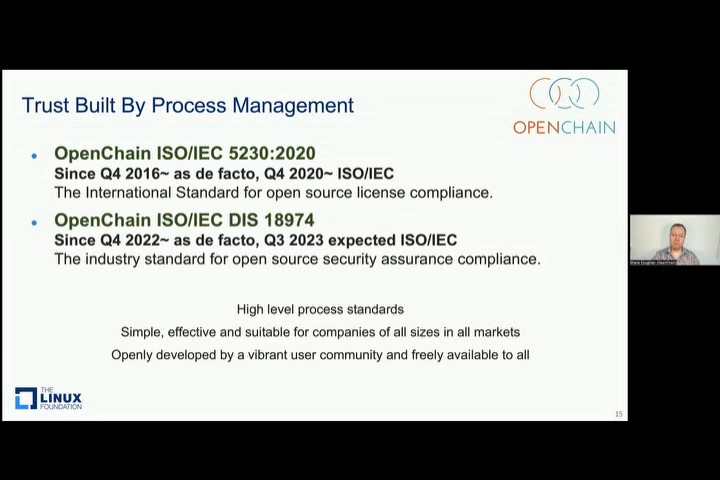 Trust Built By Process Management
OPENCHAIN
OpenChain ISO/IEC 5230:2020
Since Q4 2016~ as de facto, Q4 2020~ ISO/IEC
The International Standard for open source license compliance.
OpenChain ISO/IEC DIS 18974
Since Q4 2022~ as de facto, Q3 2023 expected ISO/IEC
The industry standard for open source security assurance compliance.
High level process standards
Simple, effective and suitable for companies of all sizes in all markets
Openly developed by a vibrant user community and freely available to all
THE
LINUX
FOUNDATION
15